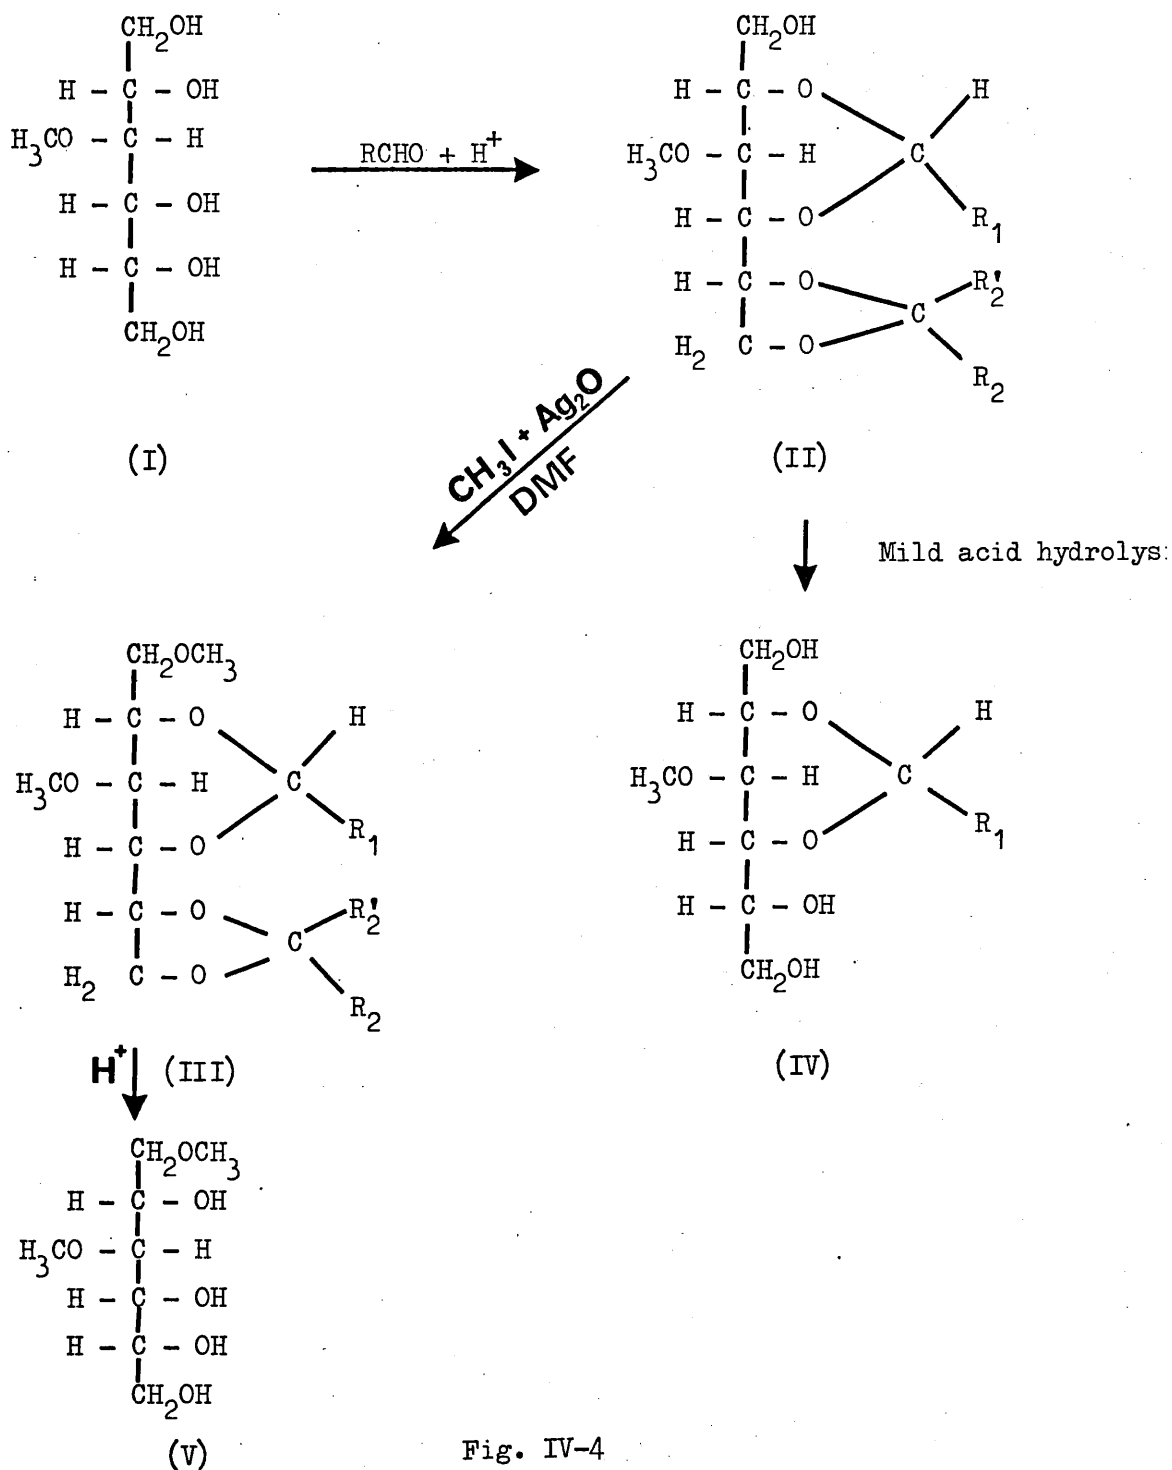 CH2OH
H - C - OH
H3CO - C - H
H - C - OH
H - C - OH
CH2OH
(I)
RCHO + H+
CH2OH
H - C - O
H
H3CO - C - H
C
H - C - O
R1
H - C - O
R2'
C
H2 C - O
R2
(II)
CH3I + Ag2O
DMF
Mild acid hydrolys
CH2OCH3
H - C - O
H
H3CO - C - H
C
H - C - O
R1
H - C - O
R2'
C
H2 C - O
R2
(III)
H+
CH2OH
H - C - O
H
H3CO - C - H
C
H - C - O
R1
H - C - OH
CH2OH
(IV)
CH2OCH3
H - C - OH
H3CO - C - H
H - C - OH
H - C - OH
CH2OH
(V)
Fig. IV-4